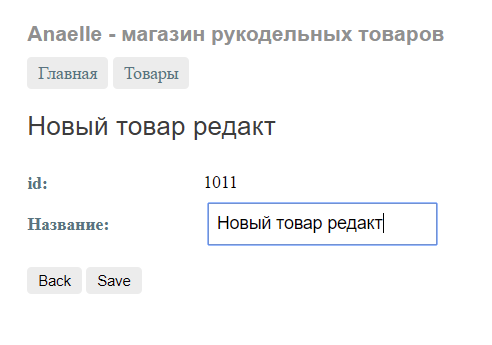 Anaelle - магазин рукодельных товаров
Главная Товары
Новый товар редакт
id: 1011
Название: Новый товар редакт
Back Save